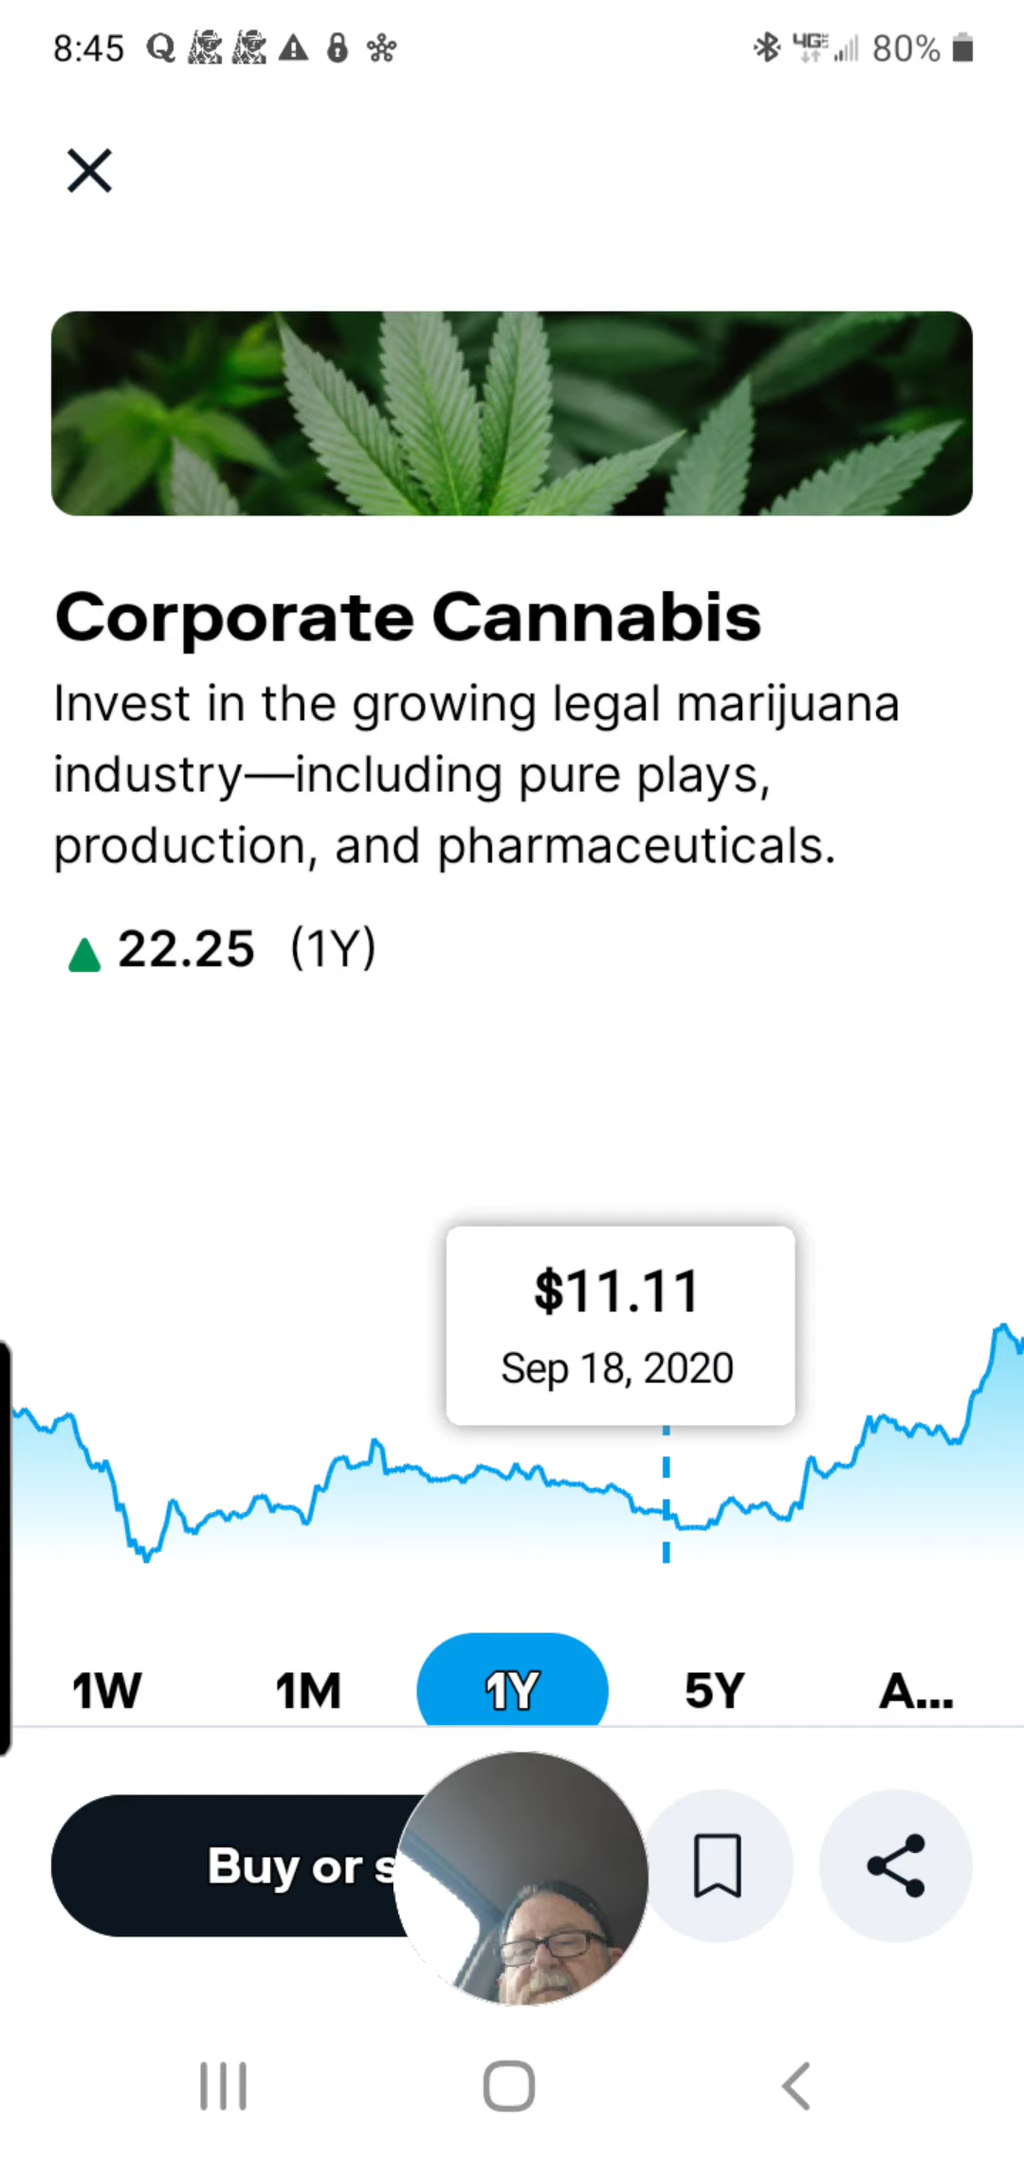 8:45 4G 80%
Corporate Cannabis
Invest in the growing legal marijuana
industry—including pure plays,
production, and pharmaceuticals.
22.25 (1Y)
$11.11
Sep 18, 2020
1W 1M 1Y 5Y A...
Buy or s